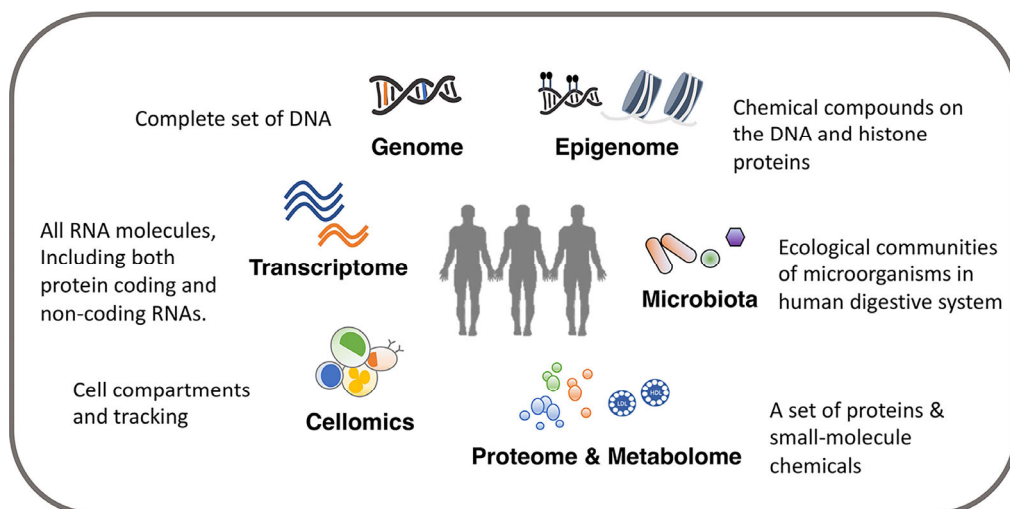 Complete set of DNA
Genome
Epigenome
Chemical compounds on
the DNA and histone
proteins
All RNA molecules,
Including both
protein coding and
non-coding RNAs.
Transcriptome
Microbiota
Ecological communities
of microorganisms in
human digestive system
Cell compartments
and tracking
Cellomics
LDL
HDL
Proteome & Metabolome
A set of proteins &
small-molecule
chemicals